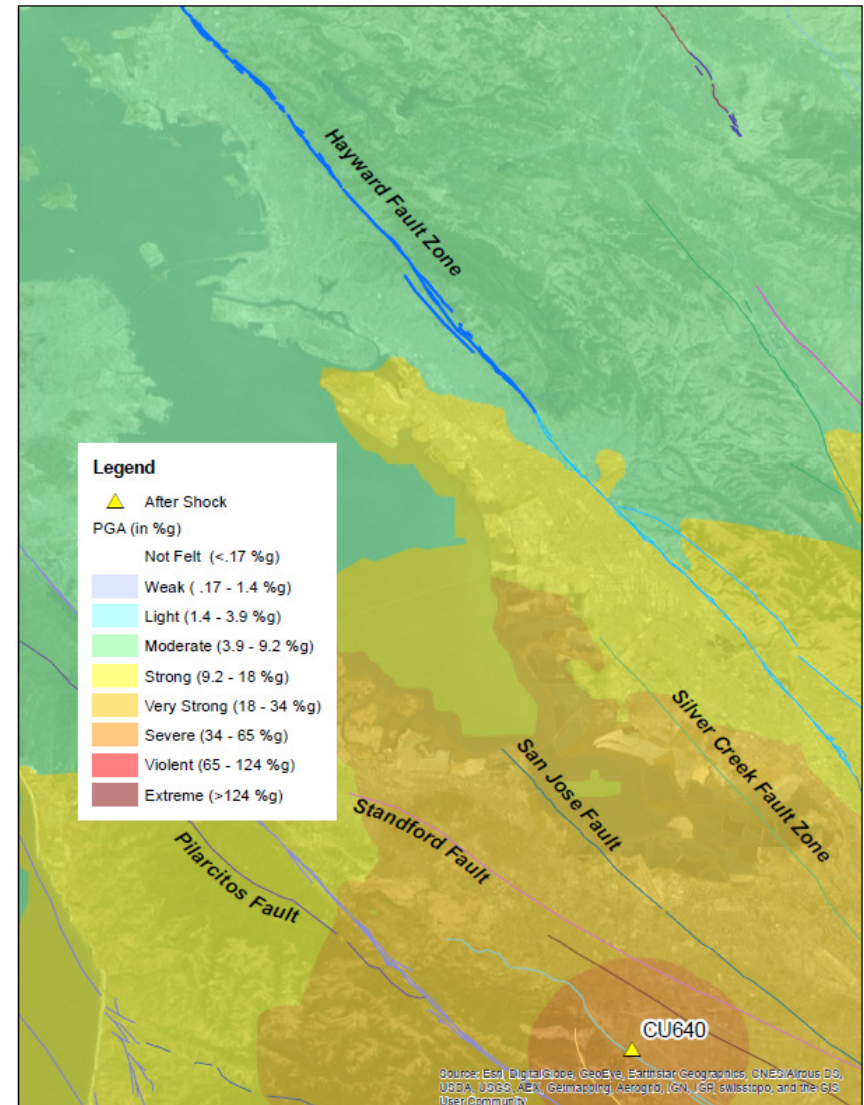 Hayward Fault Zone
Legend
After Shock
PGA (in %g)
Not Felt (<.17 %g)
Weak ( .17 - 1.4 %g)
Light (1.4 - 3.9 %g)
Moderate (3.9 - 9.2 %g)
Strong (9.2 - 18 %g)
Very Strong (18 - 34 %g)
Severe (34 - 65 %g)
Violent (65 - 124 %g)
Extreme (>124 %g)
Silver Creek Fault Zone
San Jose Fault
Standford Fault
Pilarcitos Fault
CU640
Source: Esri, DigitalGlobe, GeoEye, Earthstar Geographics, CNES/Airbus DS,
USDA, USGS, AEX, Getmapping, Aerogrid, IGN, IGP, swisstopo, and the GIS
User Community